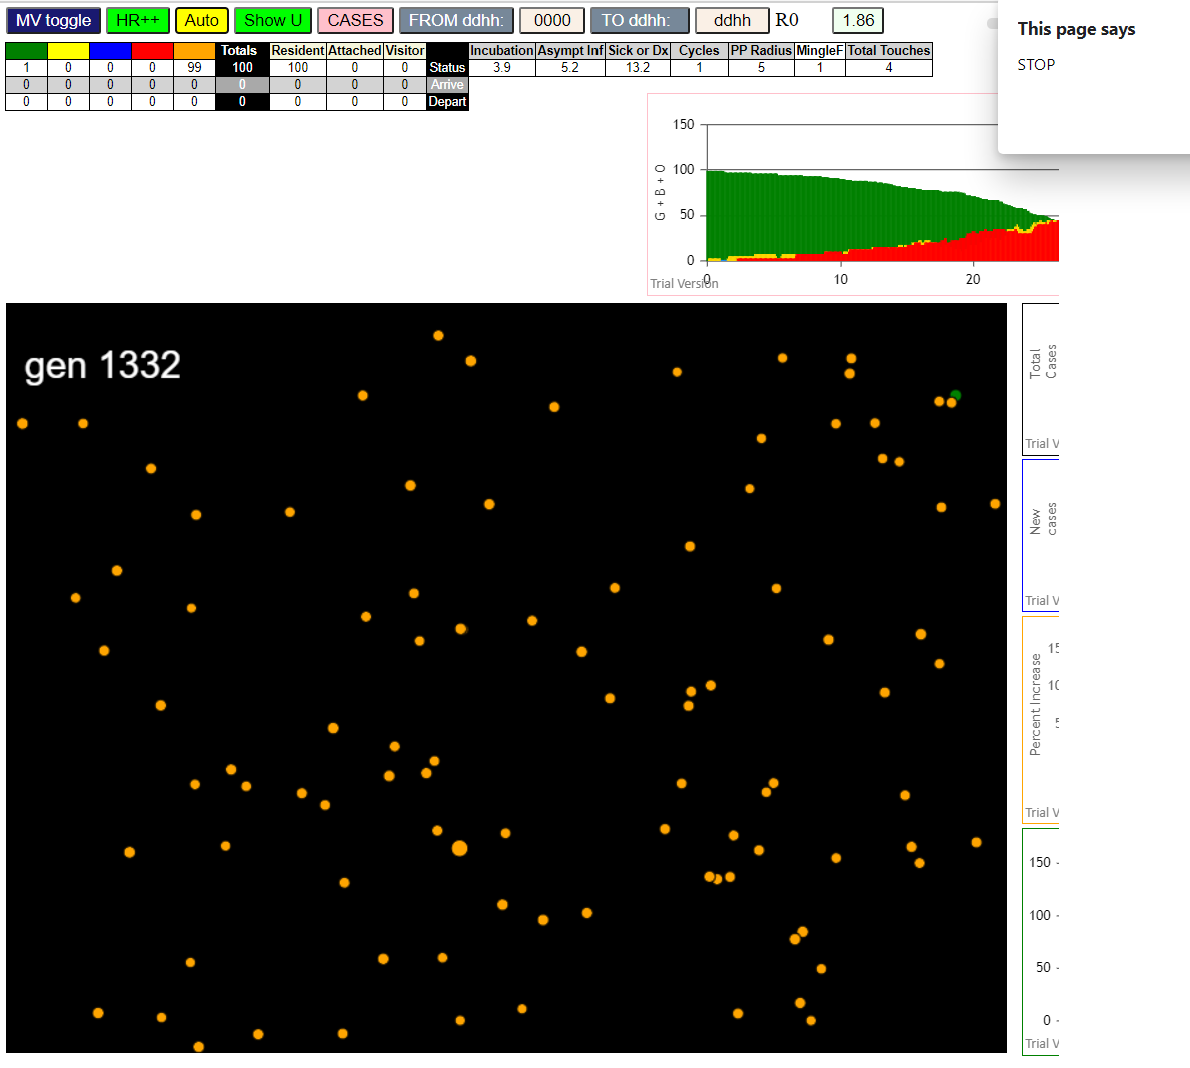 MV toggle HR++ Auto Show U CASES FROM ddhh: 0000 TO ddhh: ddhh R0 1.86
This page says
STOP
Totals Resident Attached Visitor Incubation Asympt Inf Sick or Dx Cycles PP Radius MingleF Total Touches
1 0 0 0 99 100 100 0 0 Status 3.9 5.2 13.2 1 5 1 4
0 0 0 0 0 0 0 0 0 Arrive
0 0 0 0 0 0 0 0 0 Depart
150
100
50
0
G + B + O
0 10 20
Trial Version
gen 1332
Total
Cases
Trial V
New
cases
Trial V
Percent Increase
15
10
5
Trial V
150
100
50
0
Trial V